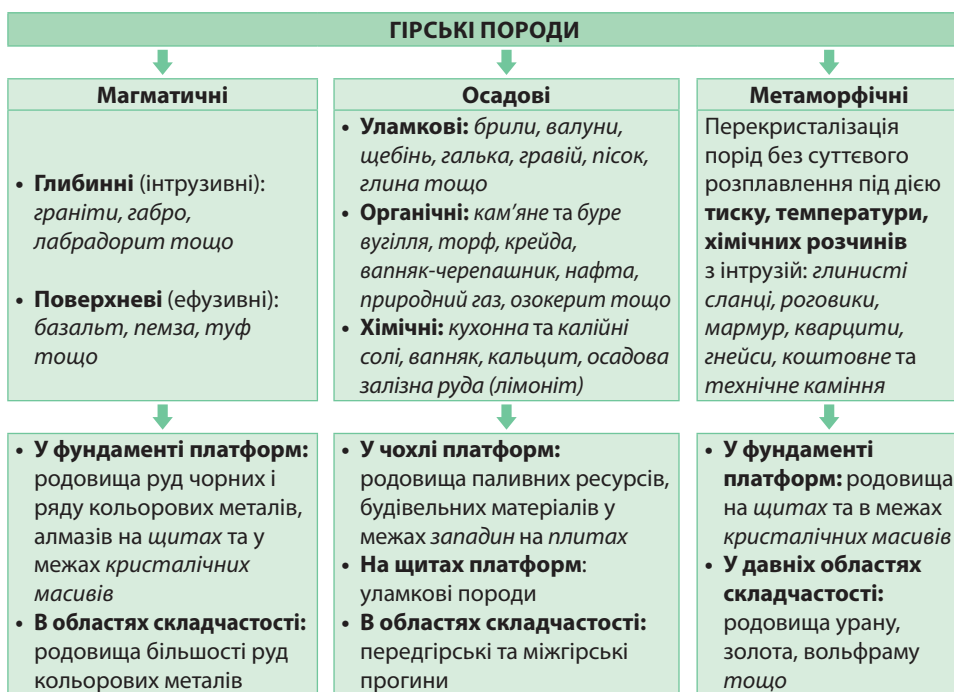 ГІРСЬКІ ПОРОДИ
Магматичні
• Глибинні (інтрузивні):
граніти, габро,
лабрадорит тощо
• Поверхневі (ефузивні):
базальт, пемза, туф
тощо
• У фундаменті платформ:
родовища руд чорних і
ряду кольорових металів,
алмазів на щитах та у
межах кристалічних
масивів
• В областях складчастості:
родовища більшості руд
кольорових металів
Осадові
• Уламкові: брили, валуни,
щебінь, галька, гравій, пісок,
глина тощо
• Органічні: кам’яне та буре
вугілля, торф, крейда,
вапняк-черепашник, нафта,
природний газ, озокерит тощо
• Хімічні: кухонна та калійні
солі, вапняк, кальцит, осадова
залізна руда (лімоніт)
• У чохлі платформ:
родовища паливних ресурсів,
будівельних матеріалів у
межах западин на плитах
• На щитах платформ:
уламкові породи
• В областях складчастості:
передгірські та міжгірські
прогини
Метаморфічні
Перекристалізація
порід без суттєвого
розплавлення під дією
тиску, температури,
хімічних розчинів
з інтрузій: глинисті
сланці, роговики,
мармур, кварцити,
гнейси, коштовне та
технічне каміння
• У фундаменті
платформ: родовища
на щитах та в межах
кристалічних масивів
• У давніх областях
складчастості:
родовища урану,
золота, вольфраму
тощо